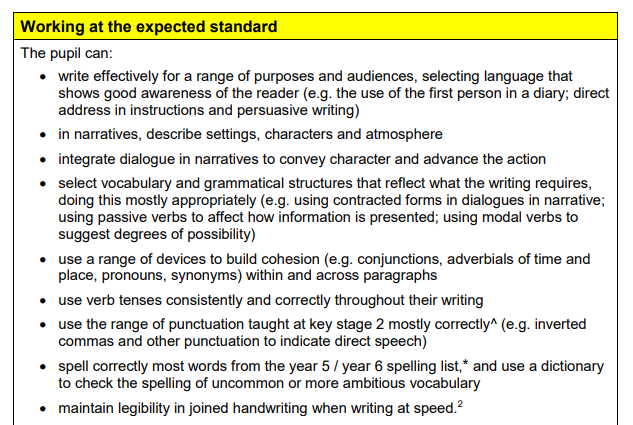 Working at the expected standard
The pupil can:
• write effectively for a range of purposes and audiences, selecting language that
shows good awareness of the reader (e.g. the use of the first person in a diary; direct
address in instructions and persuasive writing)
• in narratives, describe settings, characters and atmosphere
• integrate dialogue in narratives to convey character and advance the action
• select vocabulary and grammatical structures that reflect what the writing requires,
doing this mostly appropriately (e.g. using contracted forms in dialogues in narrative;
using passive verbs to affect how information is presented; using modal verbs to
suggest degrees of possibility)
• use a range of devices to build cohesion (e.g. conjunctions, adverbials of time and
place, pronouns, synonyms) within and across paragraphs
• use verb tenses consistently and correctly throughout their writing
• use the range of punctuation taught at key stage 2 mostly correctly^ (e.g. inverted
commas and other punctuation to indicate direct speech)
• spell correctly most words from the year 5 / year 6 spelling list,* and use a dictionary
to check the spelling of uncommon or more ambitious vocabulary
• maintain legibility in joined handwriting when writing at speed.²